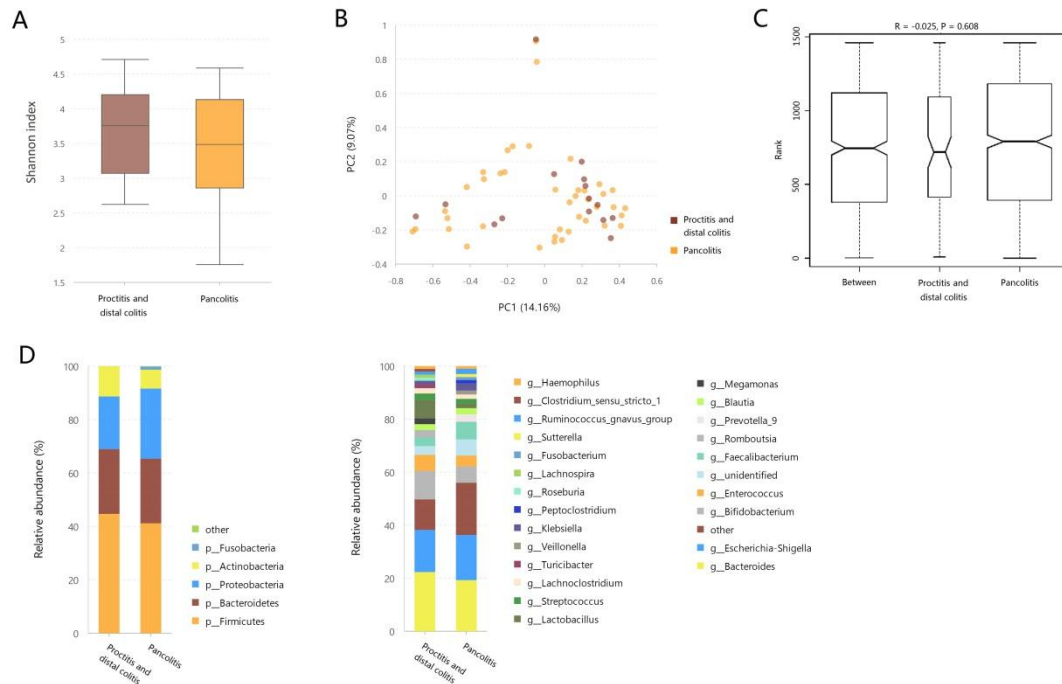 A
5
4.5
4
3.5
3
2.5
2
1.5
Shannon index
Proctitis and
distal colitis
Pancolitis
B
1
0.8
0.6
0.4
0.2
0
-0.2
-0.4
PC2 (9.07%)
-0.8
-0.6
-0.4
-0.2
0
0.2
0.4
0.6
PC1 (14.16%)
Proctitis and
distal colitis
Pancolitis
C
R = -0.025, P = 0.608
1500
1000
500
0
Rank
Between
Proctitis and
distal colitis
Pancolitis
D
100
80
60
40
20
0
Relative abundance (%)
Proctitis and
distal colitis
Pancolitis
other
p__Fusobacteria
p__Actinobacteria
p__Proteobacteria
p__Bacteroidetes
p__Firmicutes
100
80
60
40
20
0
Relative abundance (%)
Proctitis and
distal colitis
Pancolitis
g__Haemophilus
g__Clostridium_sensu_stricto_1
g__Ruminococcus_gnavus_group
g__Sutterella
g__Fusobacterium
g__Lachnospira
g__Roseburia
g__Peptoclostridium
g__Klebsiella
g__Veillonella
g__Turicibacter
g__Lachnoclostridium
g__Streptococcus
g__Lactobacillus
g__Megamonas
g__Blautia
g__Prevotella_9
g__Romboutsia
g__Faecalibacterium
g__unidentified
g__Enterococcus
g__Bifidobacterium
other
g__Escherichia-Shigella
g__Bacteroides